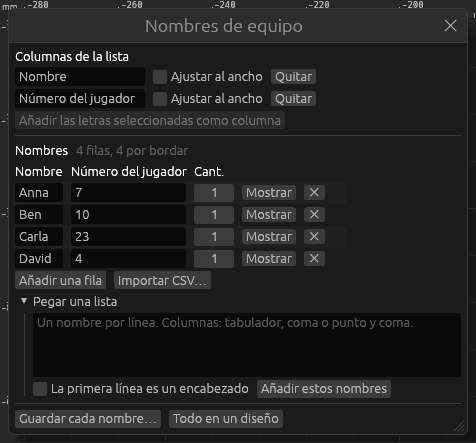 mm -280 -260 -240 -220 -200
Nombres de equipo
Columnas de la lista
Nombre Ajustar al ancho Quitar
Número del jugador Ajustar al ancho Quitar
Añadir las letras seleccionadas como columna
Nombres 4 filas, 4 por bordar
Nombre Número del jugador Cant.
Anna 7 1 Mostrar ×
Ben 10 1 Mostrar ×
Carla 23 1 Mostrar ×
David 4 1 Mostrar ×
Añadir una fila Importar CSV...
▼ Pegar una lista
Un nombre por línea. Columnas: tabulador, coma o punto y coma.
La primera línea es un encabezado Añadir estos nombres
Guardar cada nombre... Todo en un diseño